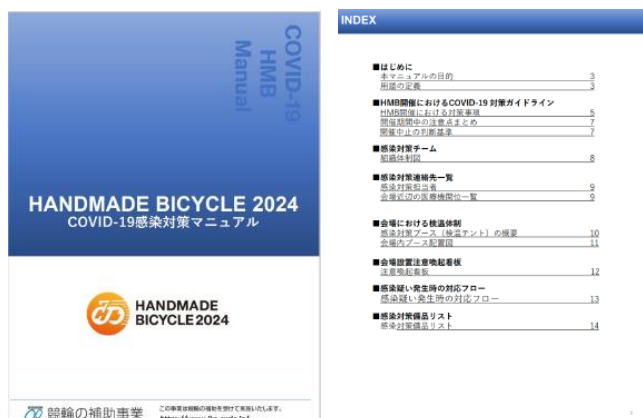 COVID-19
HMB
Manual
HANDMADE BICYCLE 2024
COVID-19感染対策マニュアル
HANDMADE
BICYCLE2024
競輪の補助事業
この事業は競輪の補助を受けて実施いたします。
INDEX
■はじめに
本マニュアルの目的 3
用語の定義 3
■HMB開催におけるCOVID-19 対策ガイドライン
HMB開催における対策事項 5
開催期間中の注意点まとめ 7
開催中止の判断基準 7
■感染対策チーム
組織体制図 8
■感染対策連絡先一覧
感染対策担当者 9
会場近辺の医療機関位一覧 9
■会場における検温体制
感染対策ブース（検温テント）の概要 10
会場内ブース配置図 11
■会場設置注意喚起看板
注意喚起看板 12
■感染疑い発生時の対応フロー
感染疑い発生時の対応フロー 13
■感染対策備品リスト
感染対策備品リスト 14